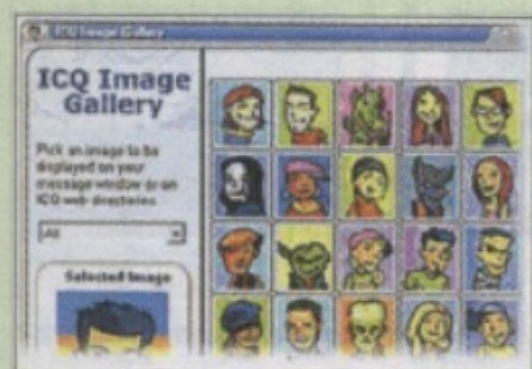 ICQ Image Gallery
ICQ Image
Gallery
Pick an image to be
displayed on your
message window or on
ICQ web directories
All
Selected Image